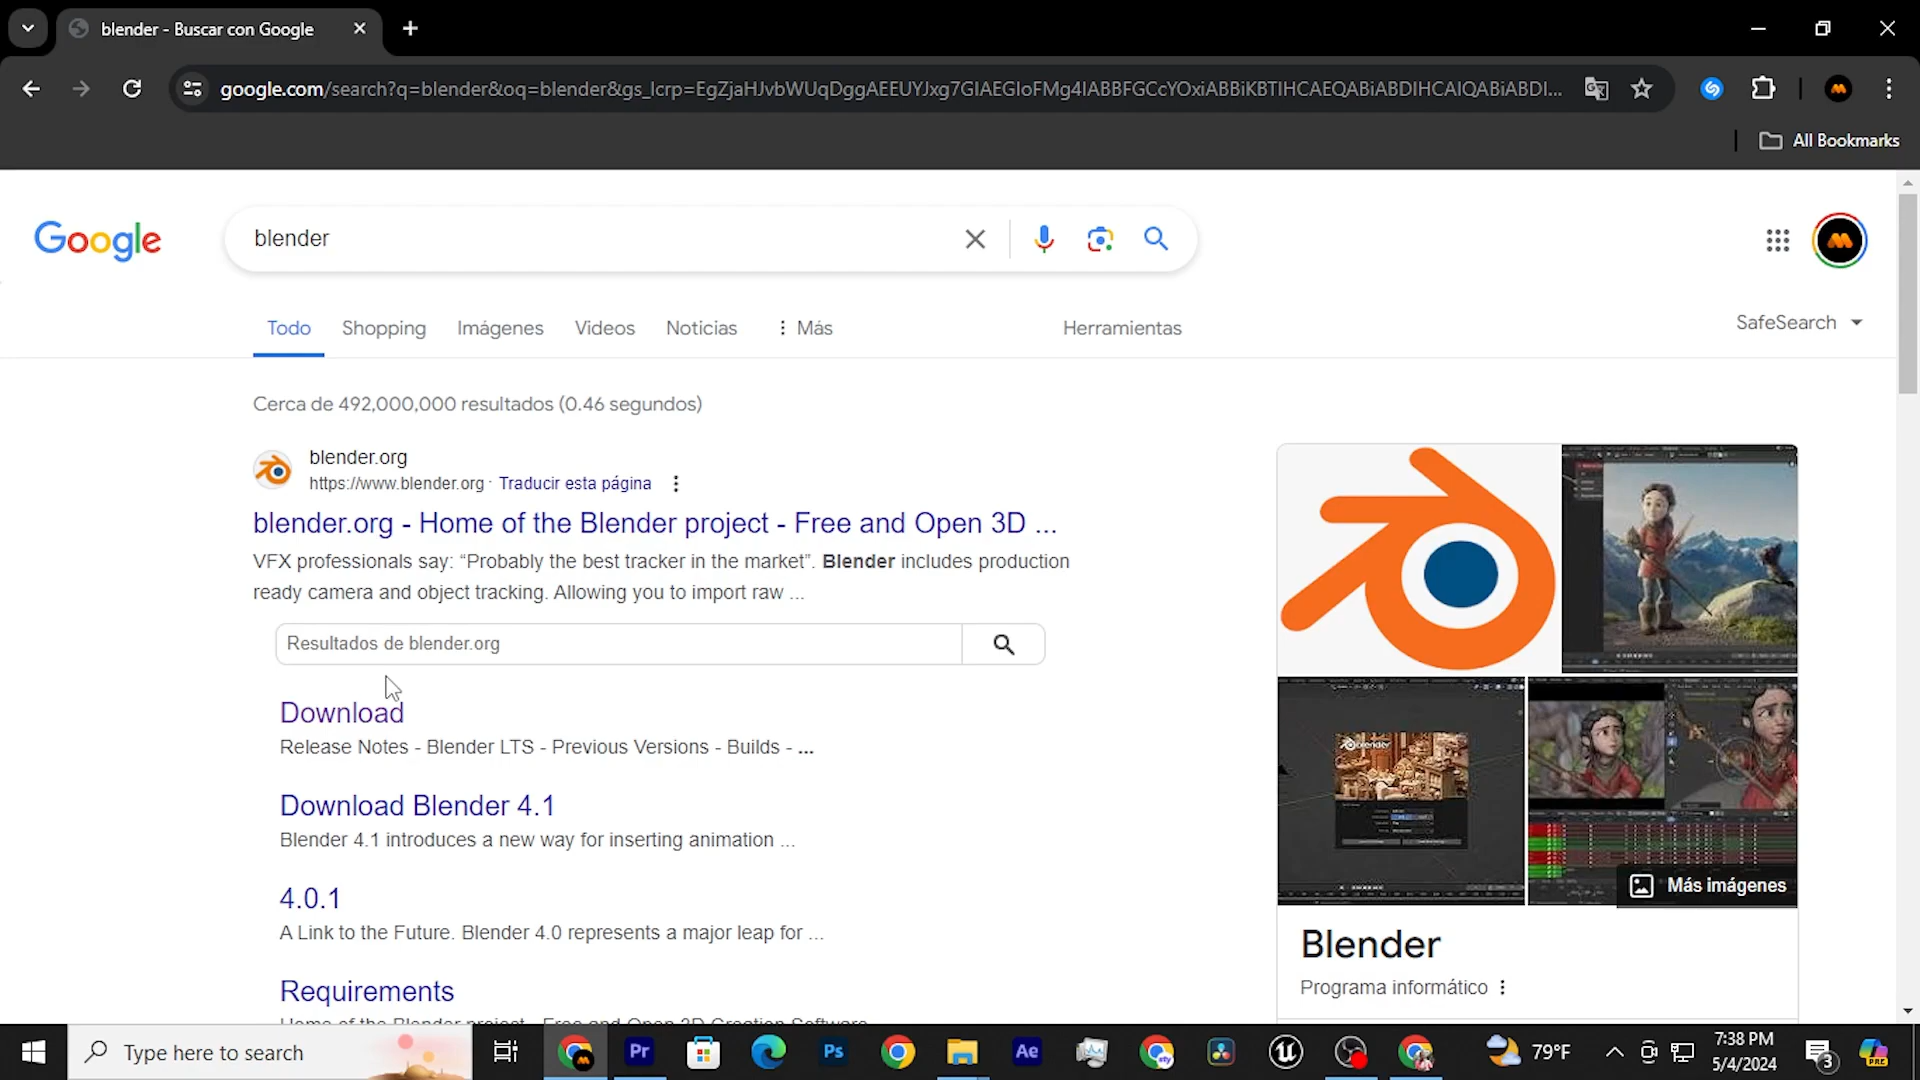 blender - Buscar con Google
google.com/search?q=blender&oq=blender&gs_lcrp=EgZjaHJvbWUqDggAEEUYJxg7GIAEGIoFMg4IABBFGCcYOxiABBiKBTIHCAEQABiABDIHCAIQABiABDI...
All Bookmarks
Google
blender
Todo
Shopping
Imágenes
Videos
Noticias
Más
Herramientas
SafeSearch
Cerca de 492,000,000 resultados (0.46 segundos)
blender.org
https://www.blender.org · Traducir esta página
blender.org - Home of the Blender project - Free and Open 3D ...
VFX professionals say: “Probably the best tracker in the market”. Blender includes production
ready camera and object tracking. Allowing you to import raw ...
Resultados de blender.org
Download
Release Notes - Blender LTS - Previous Versions - Builds - ...
Download Blender 4.1
Blender 4.1 introduces a new way for inserting animation ...
4.0.1
A Link to the Future. Blender 4.0 represents a major leap for ...
Requirements
Home of the Blender project - Free and Open 3D Creation Software
blender
Más imágenes
Blender
Programa informático
Type here to search
Pr
Ps
Ae
sty
79°F
7:38 PM
5/4/2024
3
PRE